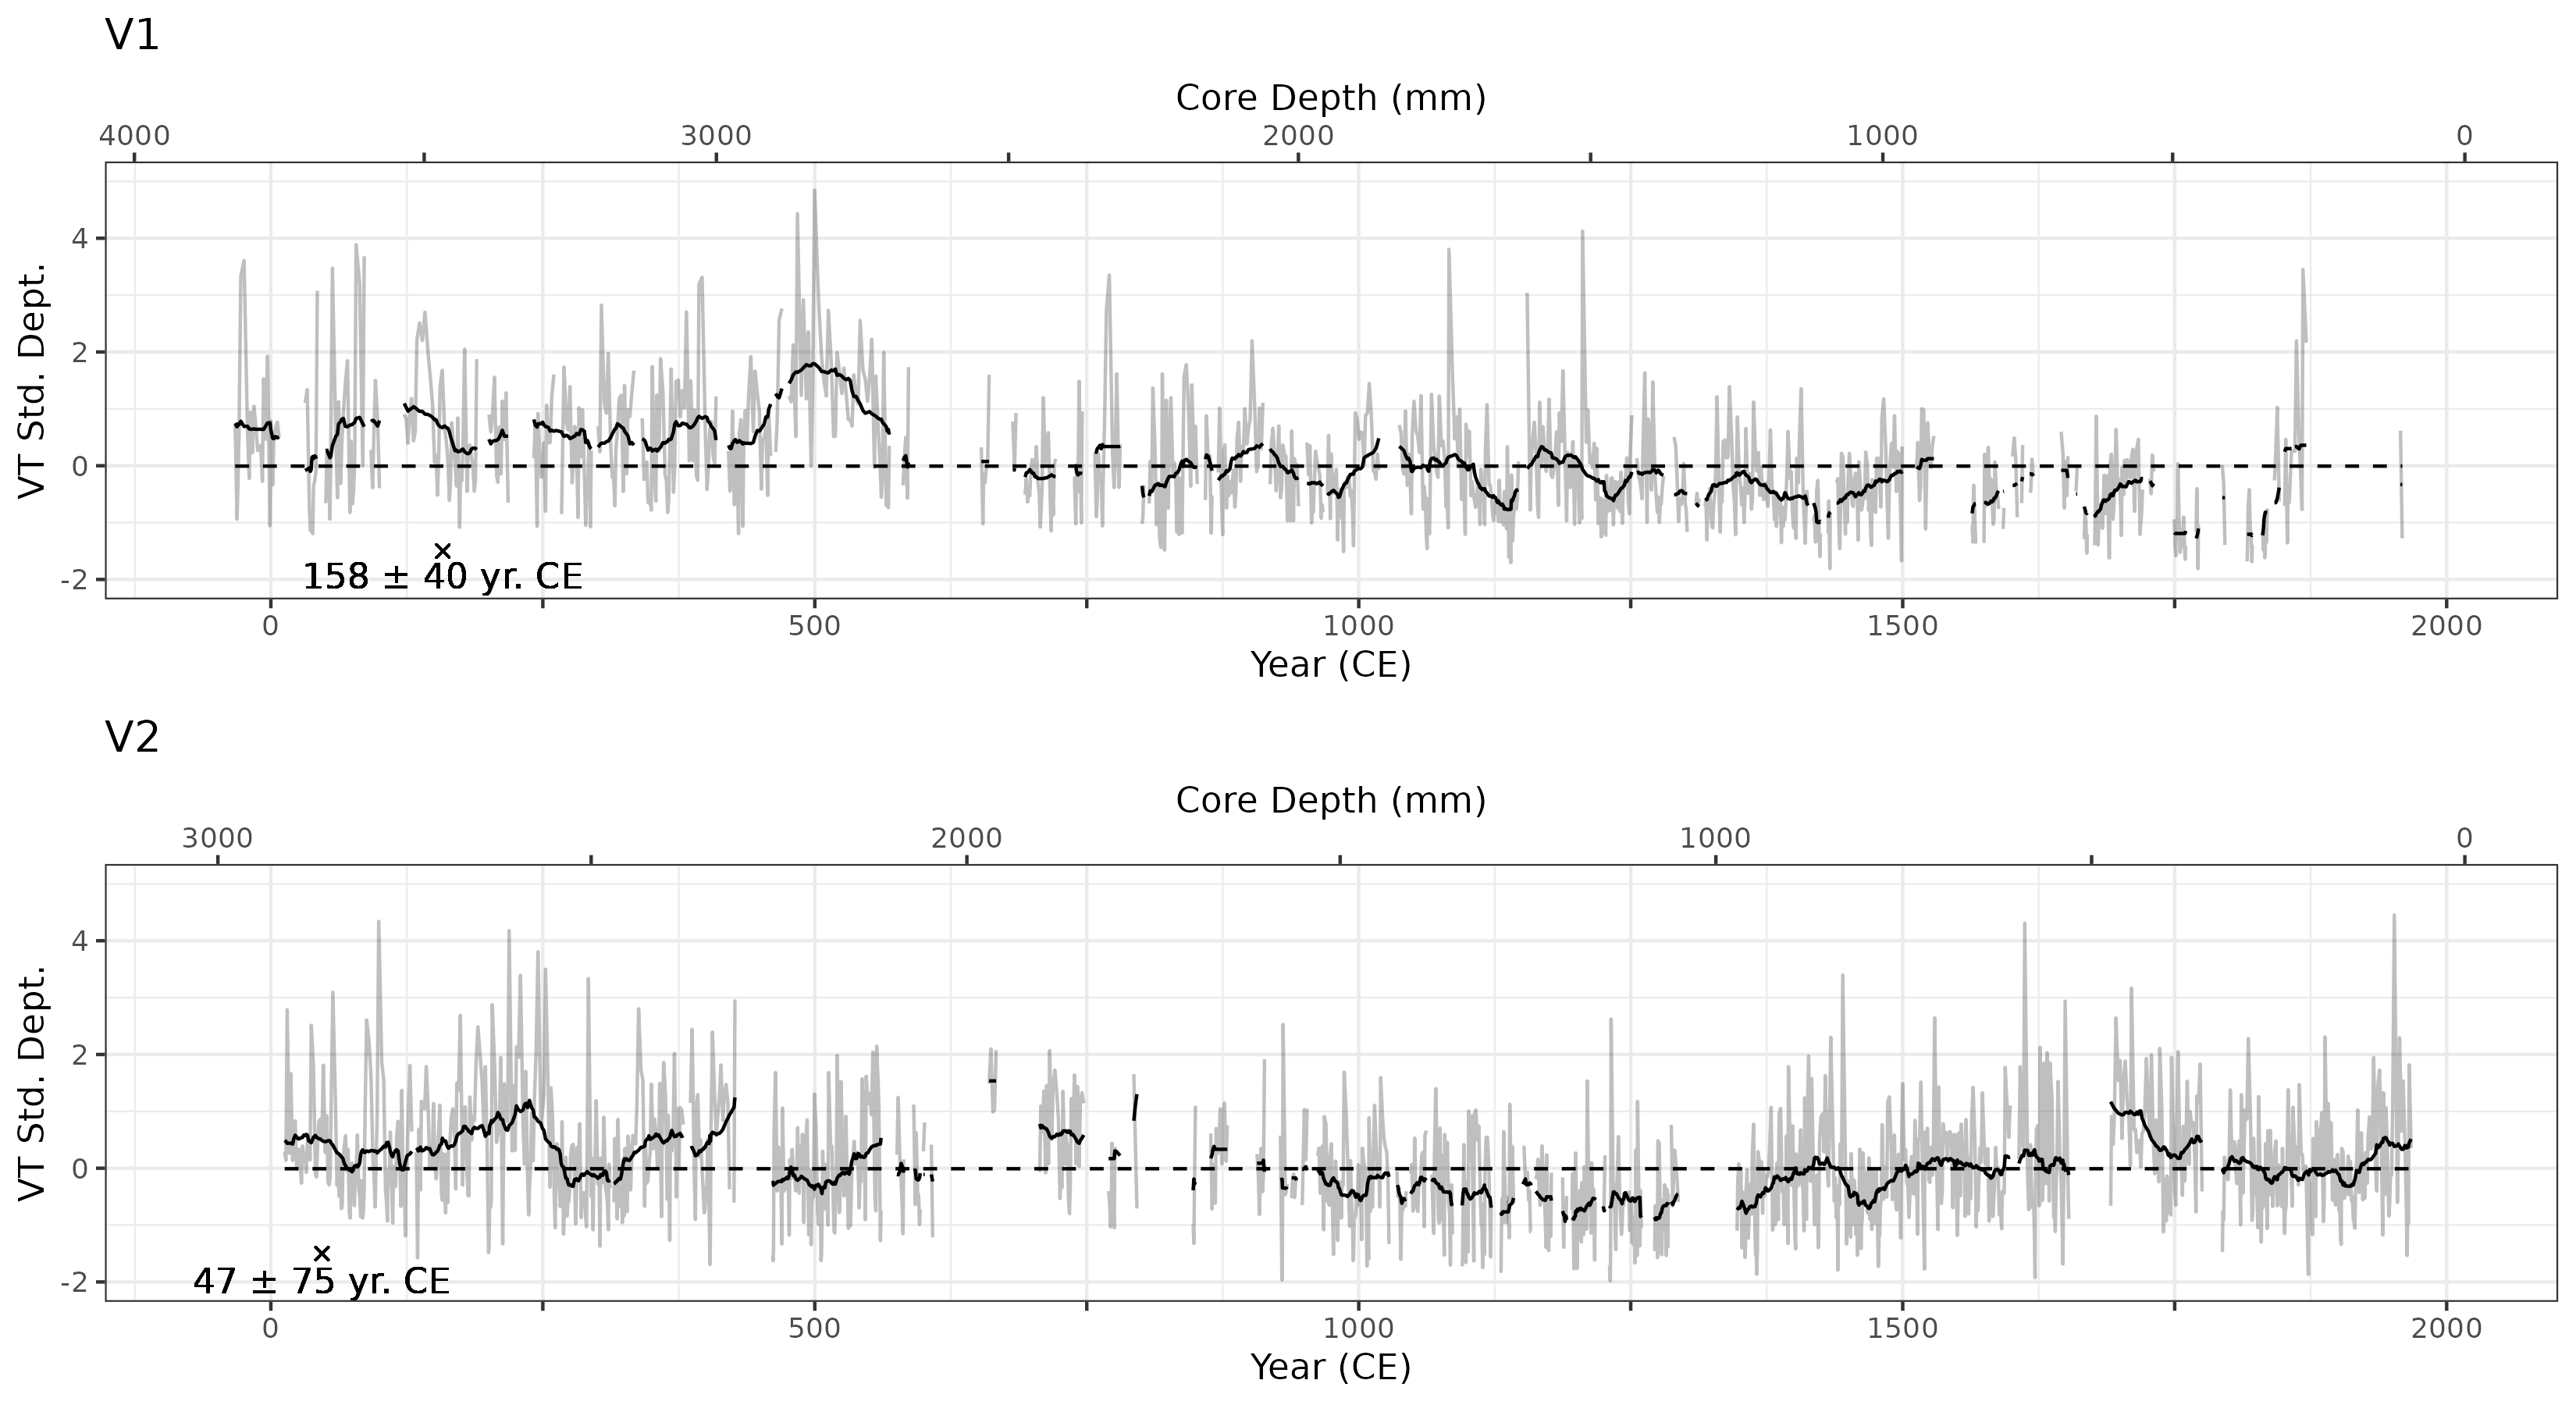 V1
Core Depth (mm)
4000 3000 2000 1000 0
VT Std. Dept.
4
2
0
-2
158 ± 40 yr. CE
0 500 1000 1500 2000
Year (CE)
V2
Core Depth (mm)
3000 2000 1000 0
VT Std. Dept.
4
2
0
-2
47 ± 75 yr. CE
0 500 1000 1500 2000
Year (CE)